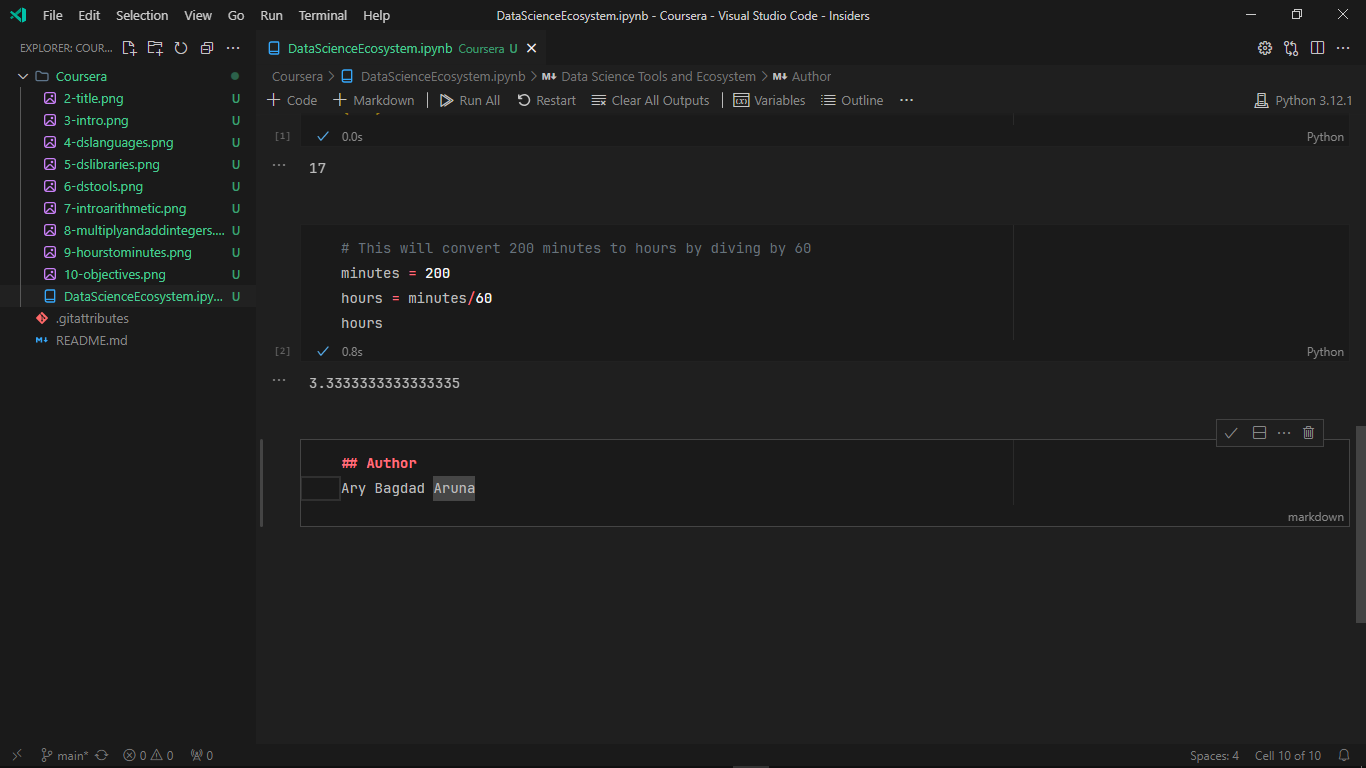 File Edit Selection View Go Run Terminal Help
DataScienceEcosystem.ipynb - Coursera - Visual Studio Code - Insiders
EXPLORER: COUR...
Coursera
2-title.png U
3-intro.png U
4-dslanguages.png U
5-dslibraries.png U
6-dstools.png U
7-introarithmetic.png U
8-multiplyandaddintegers.... U
9-hourstominutes.png U
10-objectives.png U
DataScienceEcosystem.ipy... U
.gitattributes
README.md
DataScienceEcosystem.ipynb Coursera U
Coursera > DataScienceEcosystem.ipynb > Data Science Tools and Ecosystem > Author
Code Markdown Run All Restart Clear All Outputs Variables Outline ... Python 3.12.1
[1] 0.0s Python
17
# This will convert 200 minutes to hours by diving by 60
minutes = 200
hours = minutes/60
hours
[2] 0.8s Python
3.3333333333333335
## Author
Ary Bagdad Aruna
markdown
main* 0 0 0 Spaces: 4 Cell 10 of 10